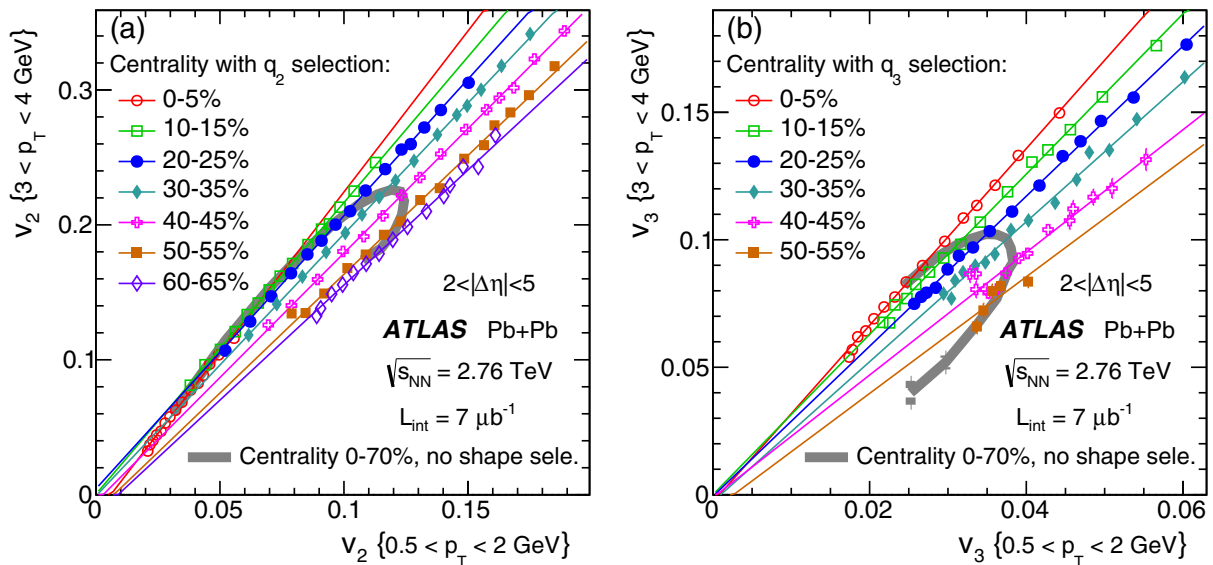 (a)
v2 {3 < pT < 4 GeV}
Centrality with q2 selection:
0-5%
10-15%
20-25%
30-35%
40-45%
50-55%
60-65%
2<|Δη|<5
ATLAS Pb+Pb
√sNN = 2.76 TeV
Lint = 7 μb-1
Centrality 0-70%, no shape sele.
0
0.1
0.2
0.3
0
0.05
0.1
0.15
v2 {0.5 < pT < 2 GeV}
(b)
v3 {3 < pT < 4 GeV}
Centrality with q3 selection:
0-5%
10-15%
20-25%
30-35%
40-45%
50-55%
2<|Δη|<5
ATLAS Pb+Pb
√sNN = 2.76 TeV
Lint = 7 μb-1
Centrality 0-70%, no shape sele.
0
0.05
0.1
0.15
0
0.02
0.04
0.06
v3 {0.5 < pT < 2 GeV}